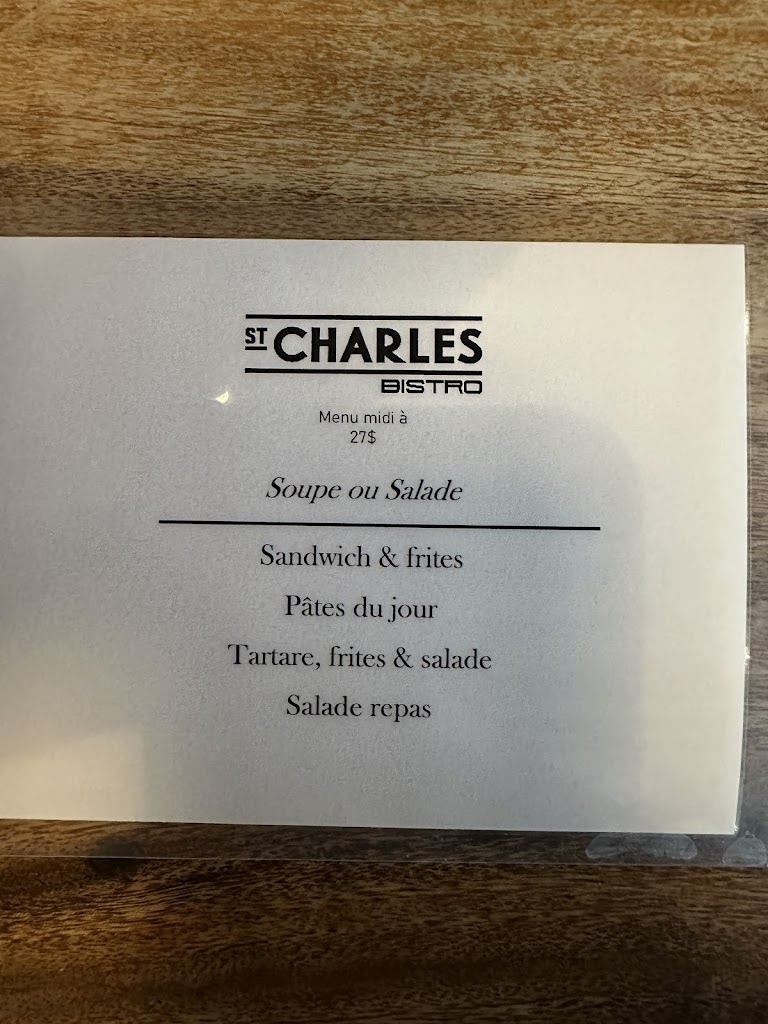 ST CHARLES
BISTRO
Menu midi à
27$
Soupe ou Salade
Sandwich & frites
Pâtes du jour
Tartare, frites & salade
Salade repas